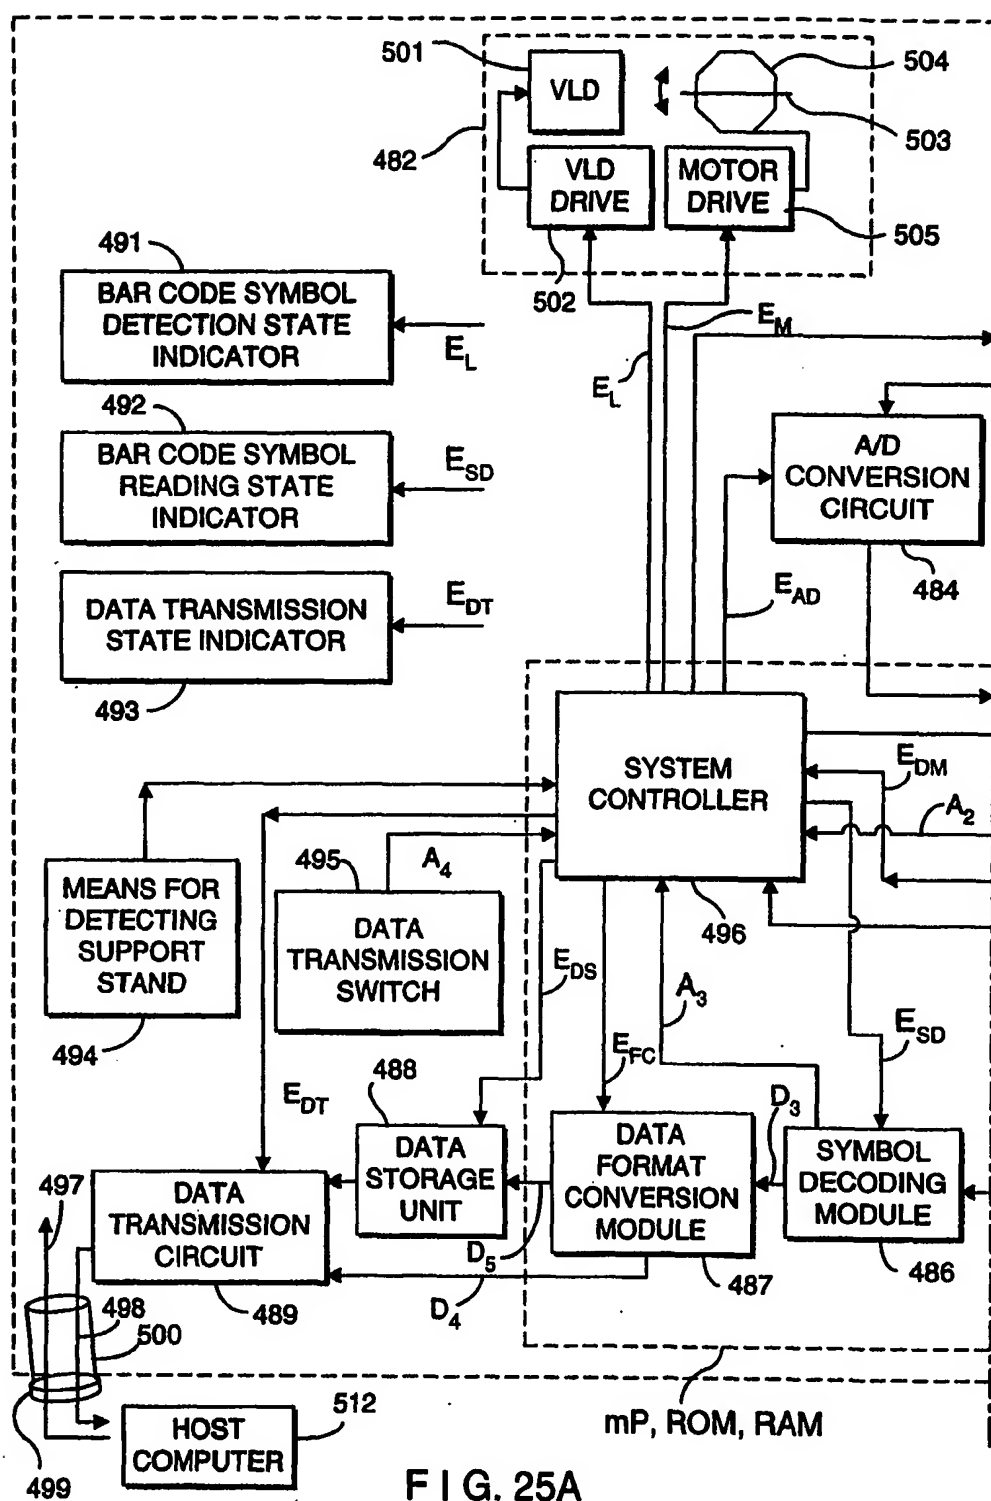 501
VLD
504
503
482
VLD
DRIVE
MOTOR
DRIVE
505
502
491
BAR CODE SYMBOL
DETECTION STATE
INDICATOR
E_L
E_M
E_L
492
BAR CODE SYMBOL
READING STATE
INDICATOR
E_SD
A/D
CONVERSION
CIRCUIT
484
DATA TRANSMISSION
STATE INDICATOR
E_DT
493
E_AD
SYSTEM
CONTROLLER
E_DM
A_2
496
MEANS FOR
DETECTING
SUPPORT
STAND
494
495
A_4
DATA
TRANSMISSION
SWITCH
E_DS
A_3
E_FC
E_SD
E_DT
488
DATA
STORAGE
UNIT
DATA
FORMAT
CONVERSION
MODULE
D_3
SYMBOL
DECODING
MODULE
497
DATA
TRANSMISSION
CIRCUIT
D_5
D_4
487
486
489
498
500
499
HOST
COMPUTER
512
mP, ROM, RAM
F I G. 25A